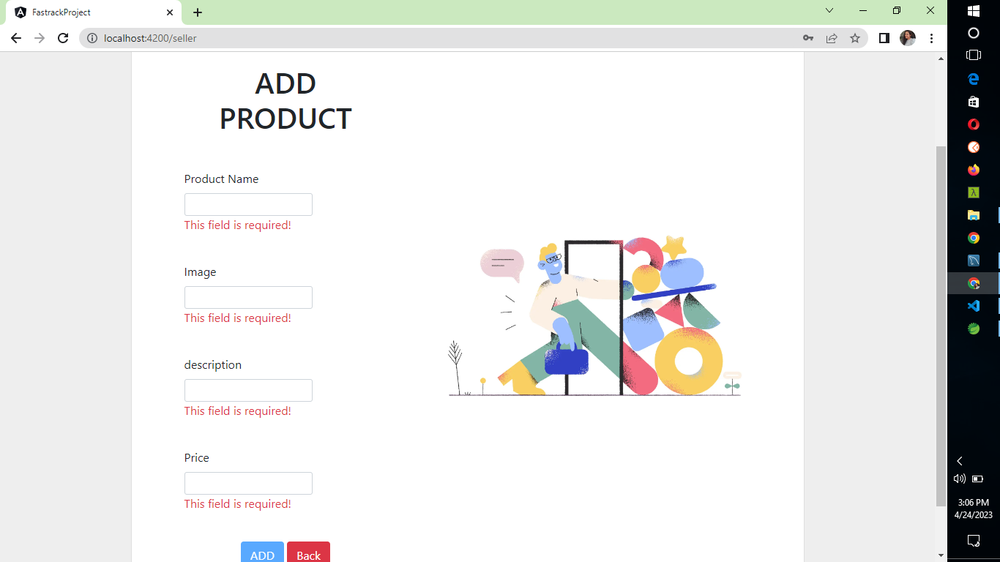 FastrackProject
localhost:4200/seller
ADD
PRODUCT
Product Name
This field is required!
Image
This field is required!
description
This field is required!
Price
This field is required!
ADD
Back
3:06 PM
4/24/2023